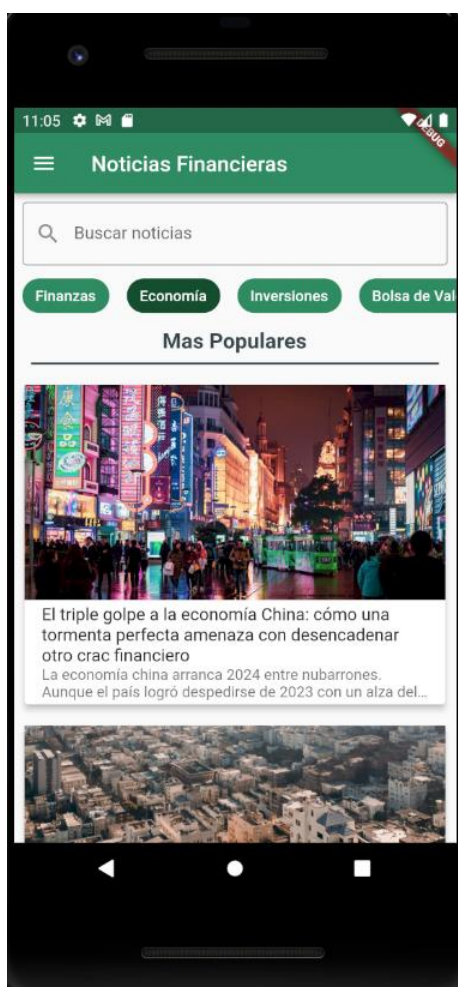 11:05
DEBUG
Noticias Financieras
Buscar noticias
Finanzas
Economía
Inversiones
Bolsa de Val
Mas Populares
El triple golpe a la economía China: cómo una
tormenta perfecta amenaza con desencadenar
otro crac financiero
La economía china arranca 2024 entre nubarrones.
Aunque el país logró despedirse de 2023 con un alza del...